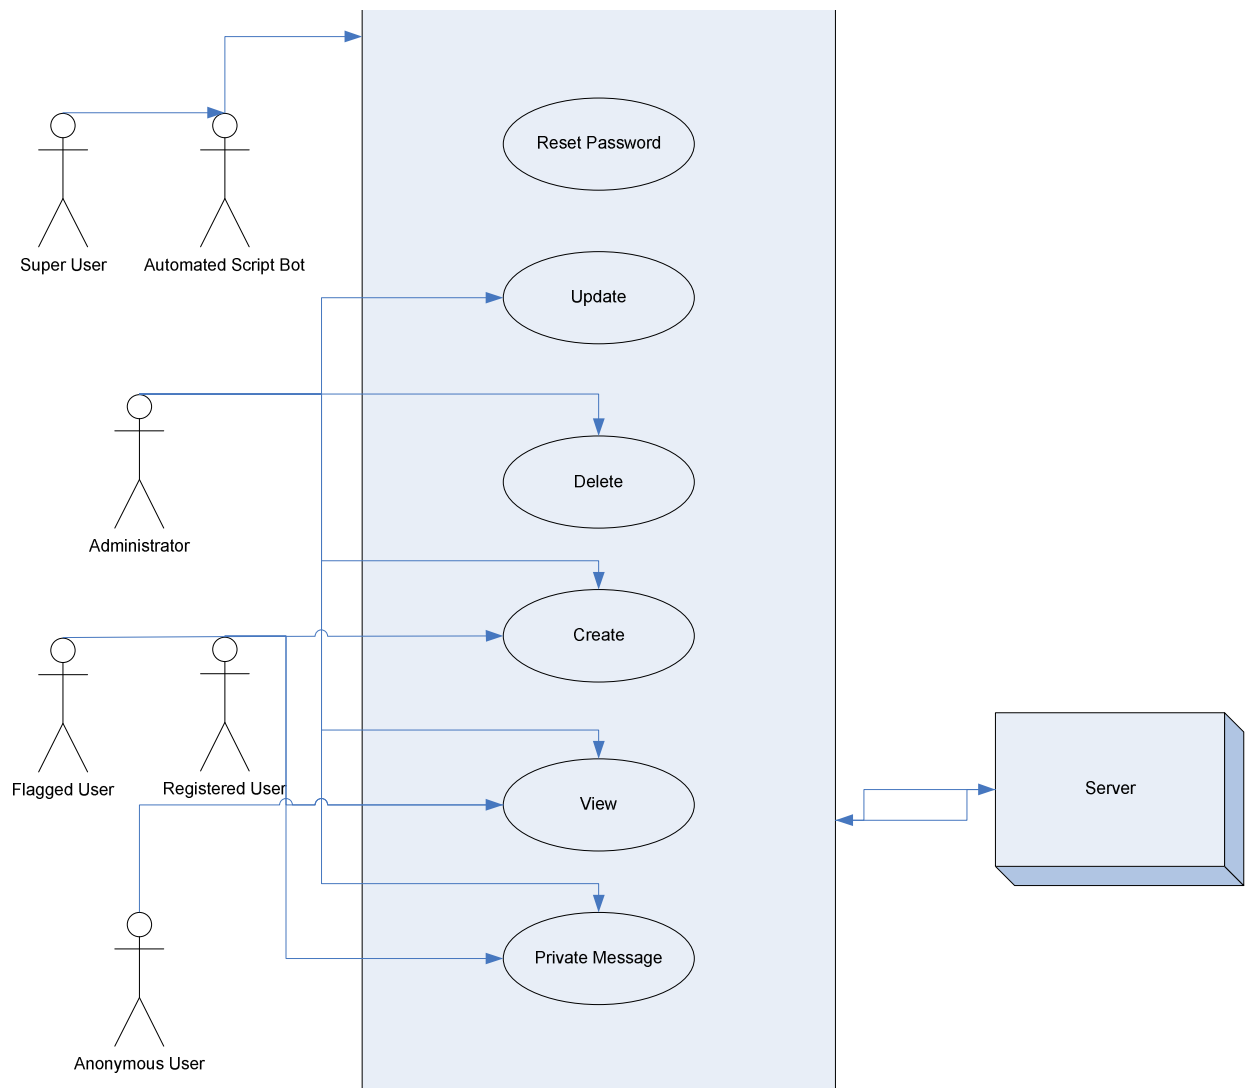 Reset Password
Super User
Automated Script Bot
Update
Delete
Administrator
Create
Flagged User
Registered User
View
Server
Private Message
Anonymous User